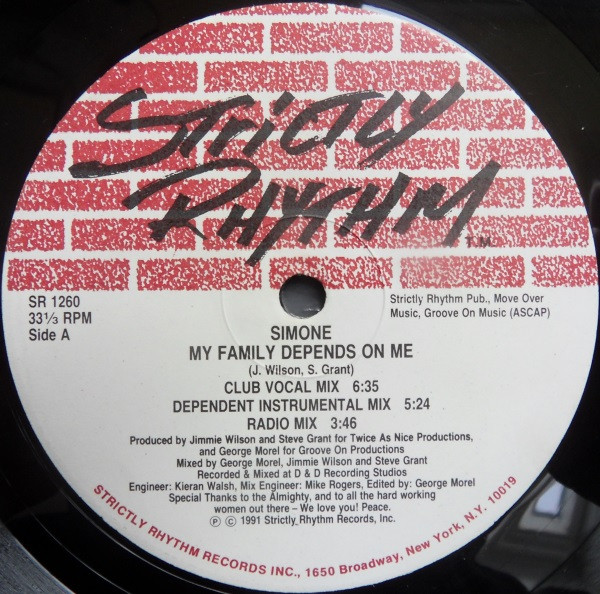 STRICTLY
RHYTHM
T.M.
SR 1260
33 1/3 RPM
Side A
Strictly Rhythm Pub., Move Over
Music, Groove On Music (ASCAP)
SIMONE
MY FAMILY DEPENDS ON ME
(J. Wilson, S. Grant)
CLUB VOCAL MIX 6:35
DEPENDENT INSTRUMENTAL MIX 5:24
RADIO MIX 3:46
Produced by Jimmie Wilson and Steve Grant for Twice As Nice Productions,
and George Morel for Groove On Productions
Mixed by George Morel, Jimmie Wilson and Steve Grant
Recorded & Mixed at D & D Recording Studios
Engineer: Kieran Walsh, Mix Engineer: Mike Rogers, Edited by: George Morel
Special Thanks to the Almighty, and to all the hard working
women out there – We love you! Peace.
℗ © 1991 Strictly Rhythm Records, Inc.
STRICTLY RHYTHM RECORDS INC., 1650 Broadway, New York, N.Y. 10019